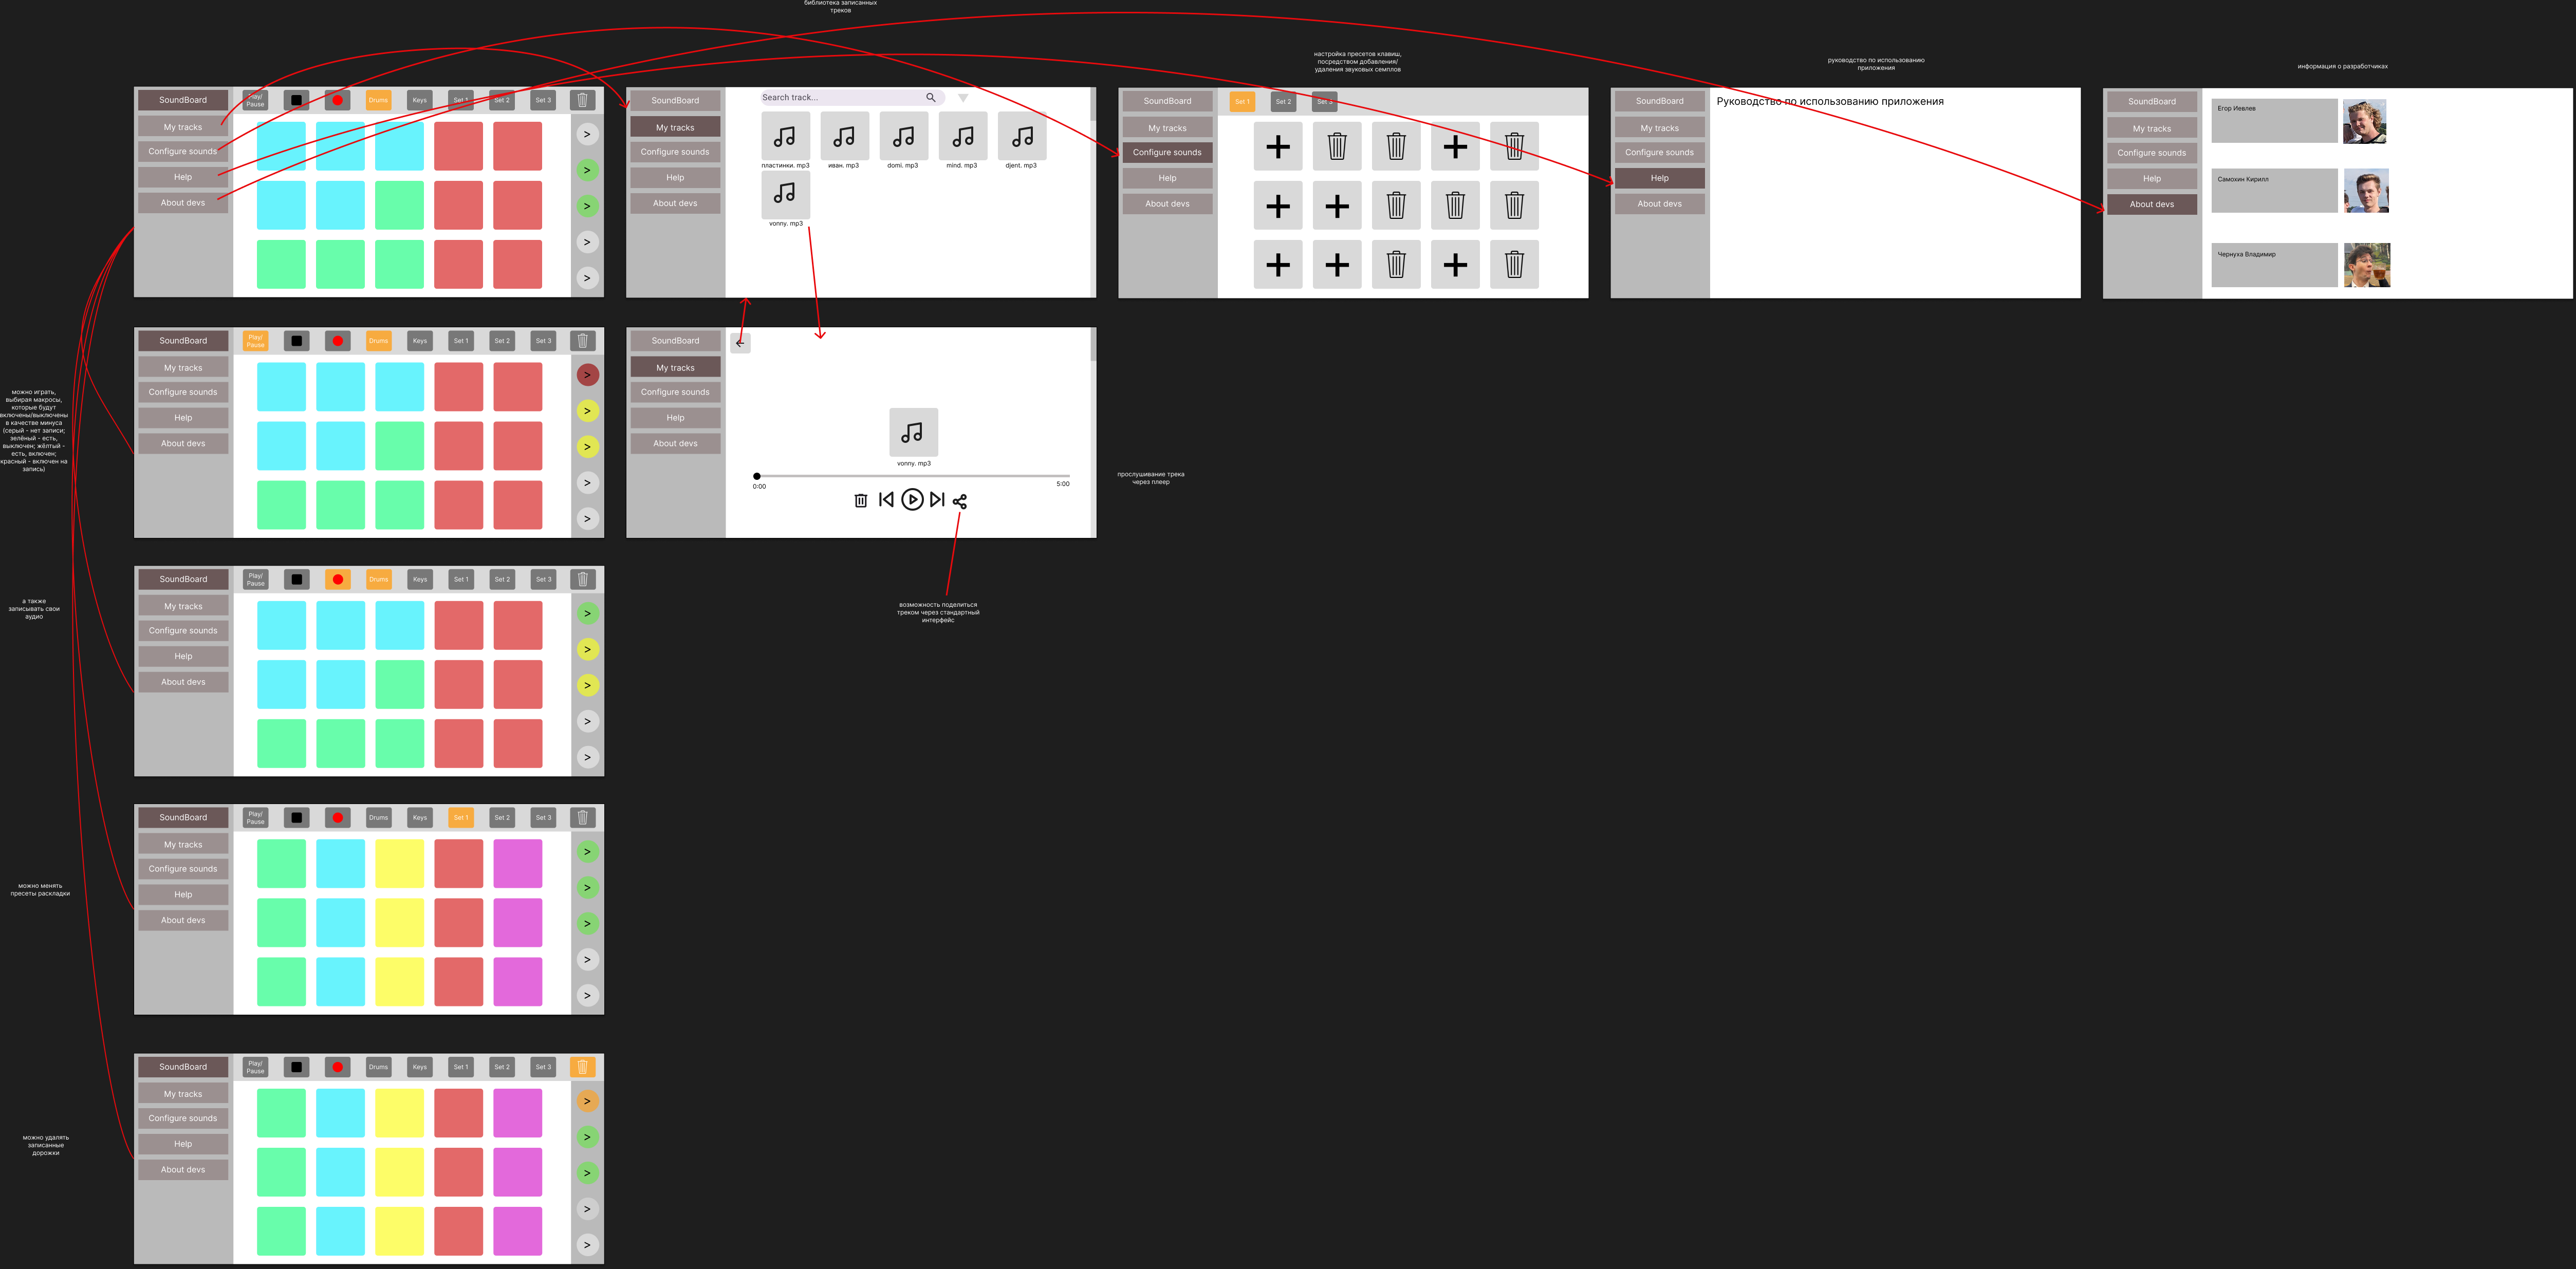 библиотека записанных
треков
настройка пресетов клавиш,
посредством добавления/
удаления звуковых семплов
руководство по использованию
приложения
информация о разработчиках
SoundBoard
My tracks
Configure sounds
Help
About devs
Play/
Pause
Drums
Keys
Set 1
Set 2
Set 3
>
>
>
>
>
SoundBoard
My tracks
Configure sounds
Help
About devs
Search track...
пластинки. mp3
иван. mp3
domi. mp3
mind. mp3
djent. mp3
vonny. mp3
SoundBoard
My tracks
Configure sounds
Help
About devs
Set 1
Set 2
Set 3
SoundBoard
My tracks
Configure sounds
Help
About devs
Руководство по использованию приложения
SoundBoard
My tracks
Configure sounds
Help
About devs
Егор Иевлев
Самохин Кирилл
Чернуха Владимир
можно играть,
выбирая макросы,
которые будут
включены/выключены
в качестве минуса
(серый - нет записи;
зелёный - есть,
выключен; жёлтый -
есть, включен;
красный - включен на
запись)
SoundBoard
My tracks
Configure sounds
Help
About devs
Play/
Pause
Drums
Keys
Set 1
Set 2
Set 3
>
>
>
>
>
SoundBoard
My tracks
Configure sounds
Help
About devs
vonny. mp3
0:00
5:00
прослушивание трека
через плеер
возможность поделиться
треком через стандартный
интерфейс
а также
записывать свои
аудио
SoundBoard
My tracks
Configure sounds
Help
About devs
Play/
Pause
Drums
Keys
Set 1
Set 2
Set 3
>
>
>
>
>
можно менять
пресеты раскладки
SoundBoard
My tracks
Configure sounds
Help
About devs
Play/
Pause
Drums
Keys
Set 1
Set 2
Set 3
>
>
>
>
>
можно удалять
записанные
дорожки
SoundBoard
My tracks
Configure sounds
Help
About devs
Play/
Pause
Drums
Keys
Set 1
Set 2
Set 3
>
>
>
>
>